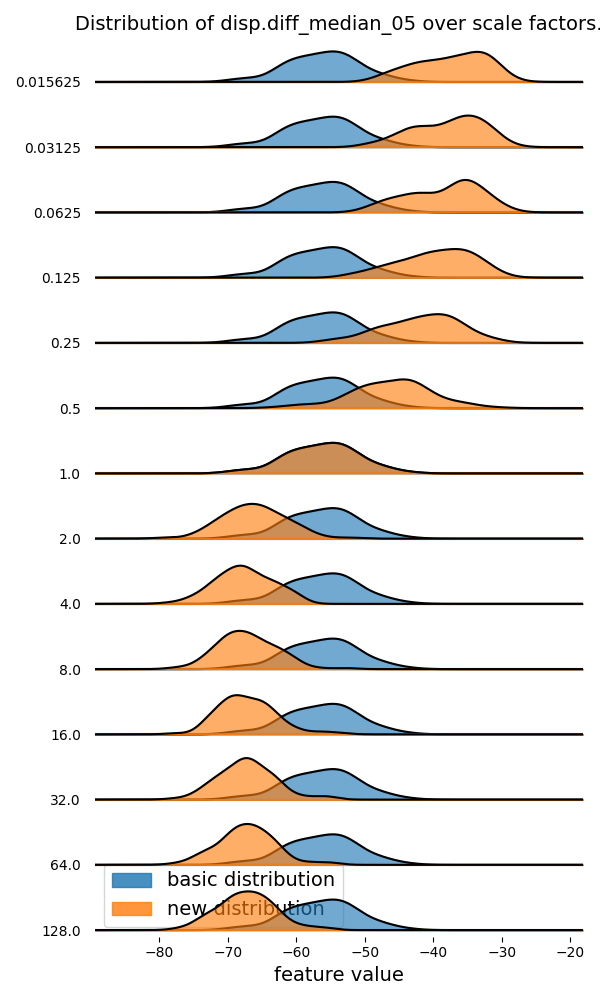 Distribution of disp.diff_median_05 over scale factors.
0.015625
0.03125
0.0625
0.125
0.25
0.5
1.0
2.0
4.0
8.0
16.0
32.0
64.0
basic distribution
new distribution
128.0
−80 −70 −60 −50 −40 −30 −20
feature value